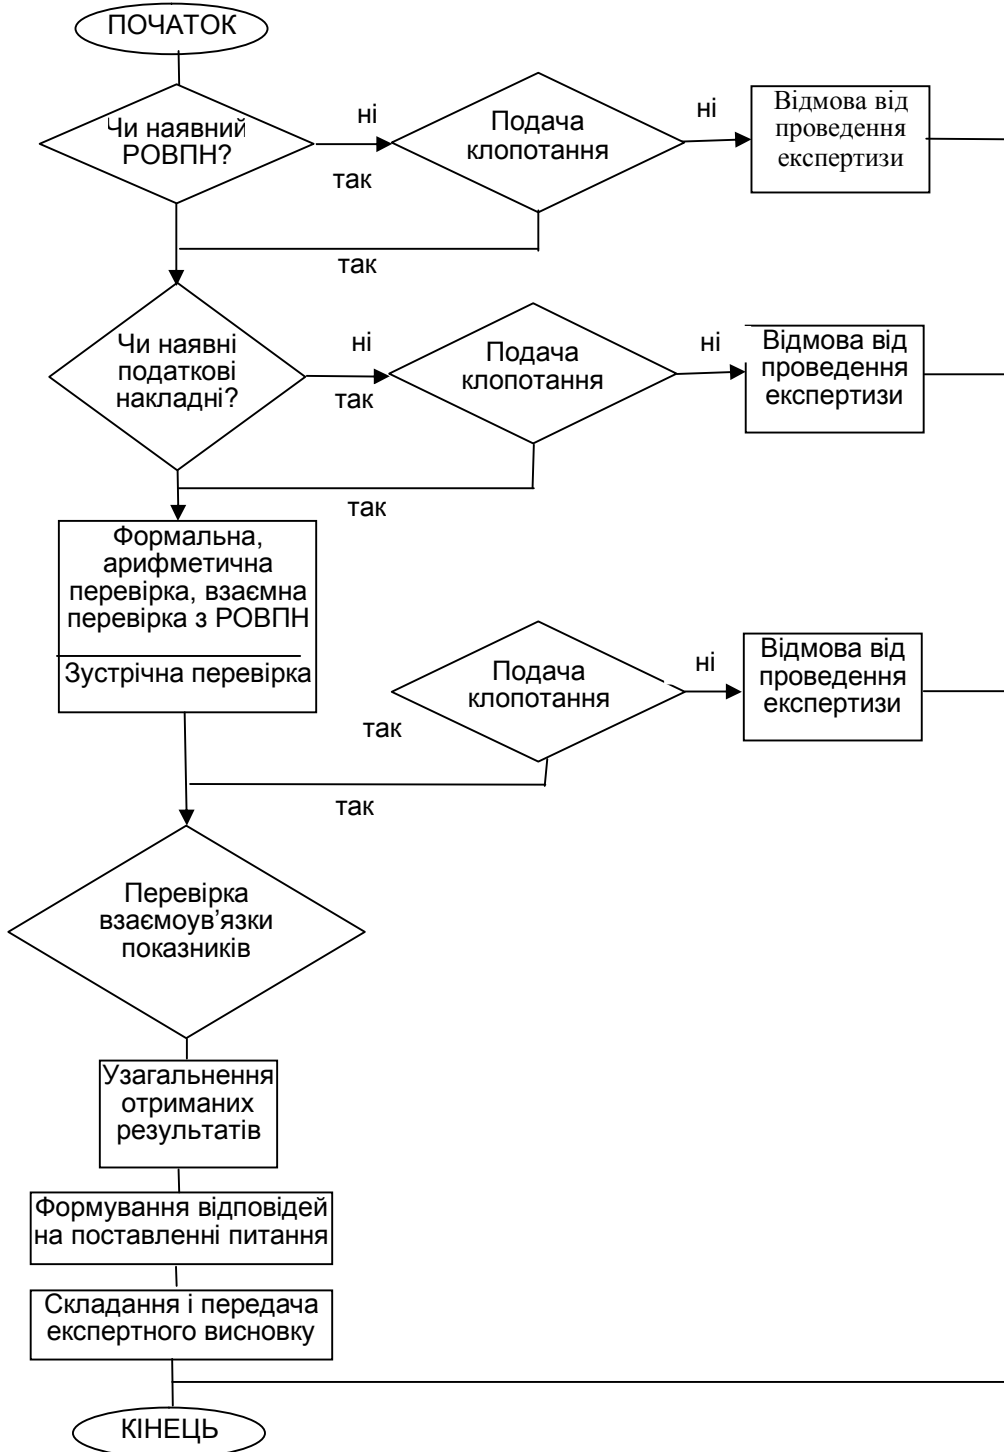 ПОЧАТОК
Чи наявний
РОВПН?
ні
так
Подача
клопотання
ні
Відмова від
проведення
експертизи
так
Чи наявні
податкові
накладні?
ні
так
Подача
клопотання
ні
Відмова від
проведення
експертизи
так
Формальна,
арифметична
перевірка, взаємна
перевірка з РОВПН
Зустрічна перевірка
так
Подача
клопотання
ні
Відмова від
проведення
експертизи
так
Перевірка
взаємоув'язки
показників
Узагальнення
отриманих
результатів
Формування відповідей
на поставленні питання
Складання і передача
експертного висновку
КІНЕЦЬ